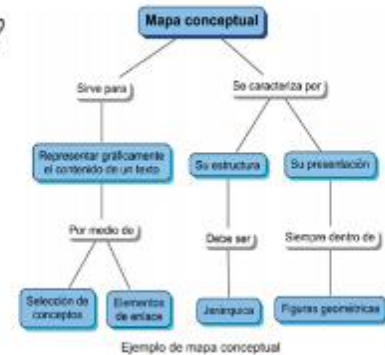 Mapa conceptual
Sirve para
Se caracteriza por
Representar gráficamente
el contenido de un texto
Su estructura
Su presentación
Por medio de
Debe ser
Siempre dentro de
Selección de
conceptos
Elementos
de enlace
Jerárquica
Figuras geométricas
Ejemplo de mapa conceptual